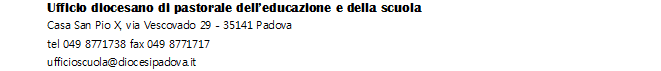 Ufficio diocesano di pastorale dell'educazione e della scuola
Casa San Pio X, via Vescovado 29 - 35141 Padova
tel 049 8771738 fax 049 8771717
ufficioscuola@diocesipadova.it